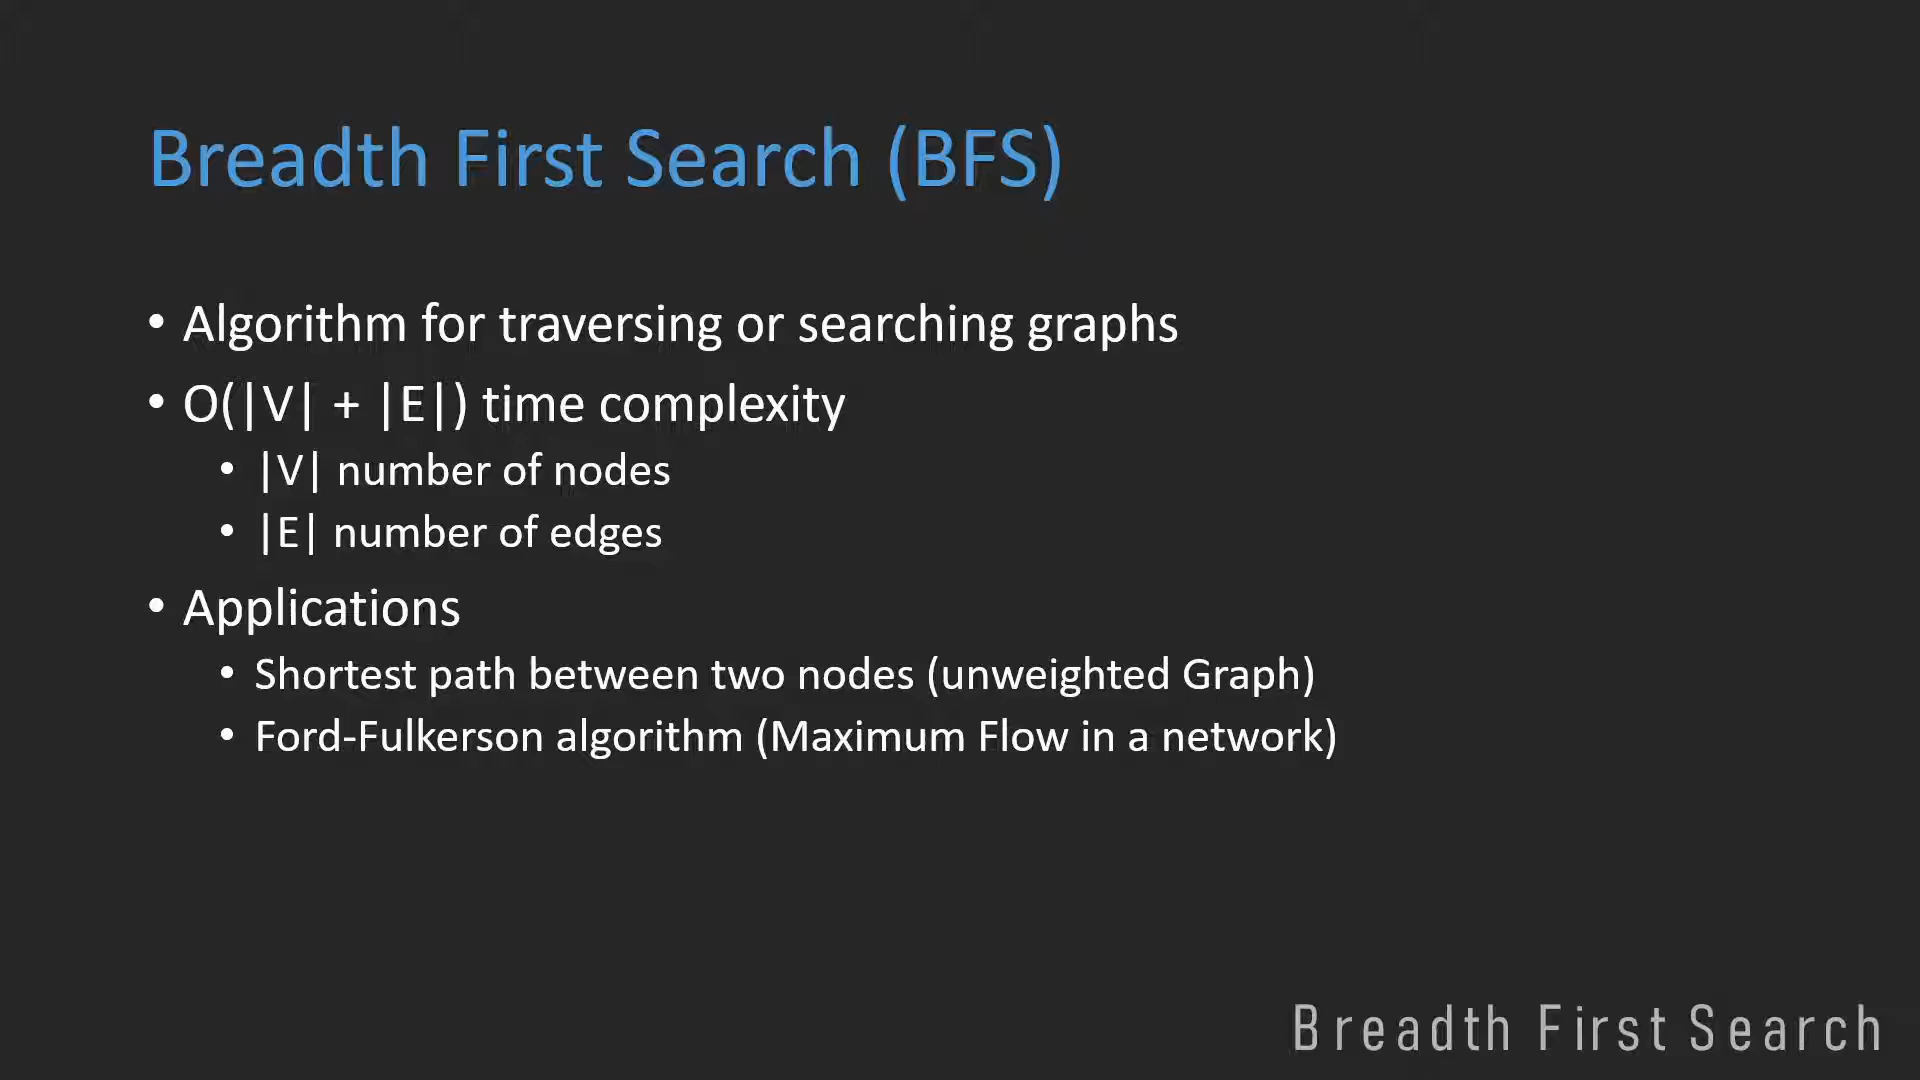 Breadth First Search (BFS)
• Algorithm for traversing or searching graphs
• O(|V| + |E|) time complexity
• |V| number of nodes
• |E| number of edges
• Applications
• Shortest path between two nodes (unweighted Graph)
• Ford-Fulkerson algorithm (Maximum Flow in a network)
Breadth First Search